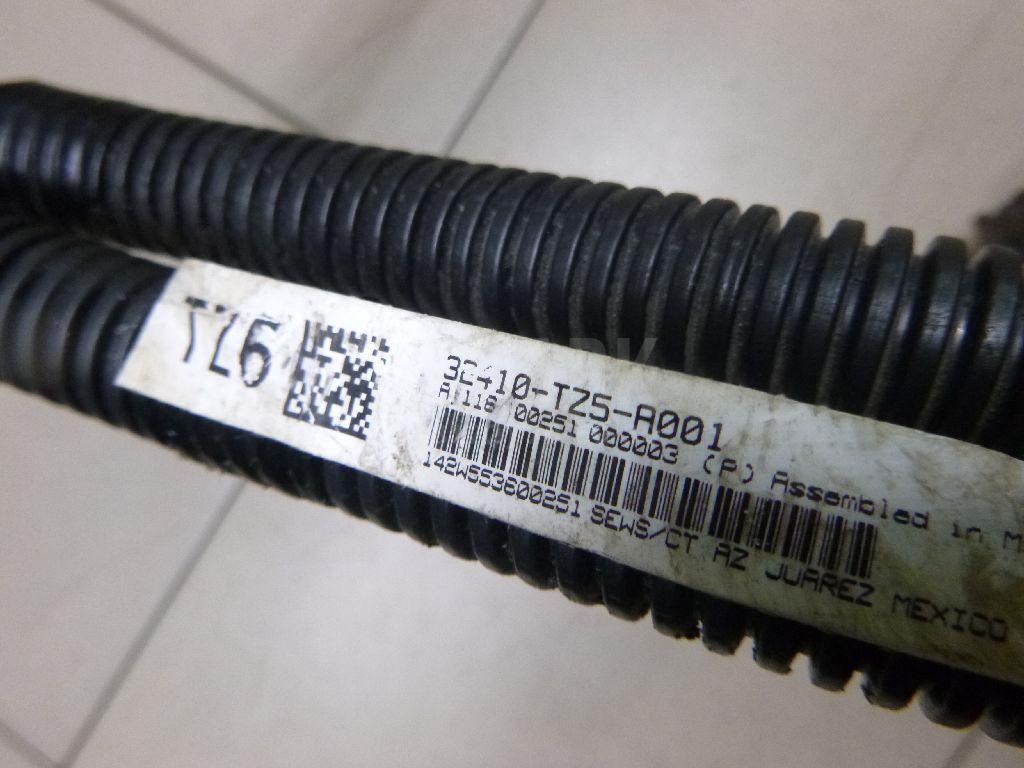 TZ6
32410-TZ5-A001
A 116 00251 000003 (P) Assembled in M
142W553600251 SEWS/CT AZ JUAREZ MEXICO